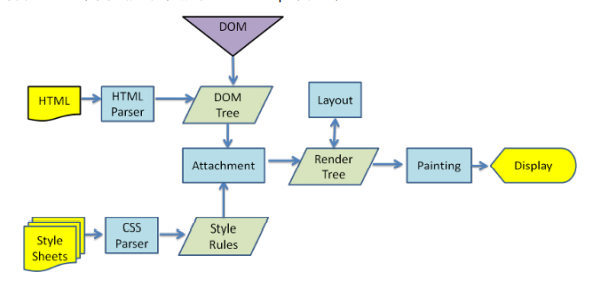 DOM
HTML
HTML
Parser
DOM
Tree
Layout
Attachment
Render
Tree
Painting
Display
Style
Sheets
CSS
Parser
Style
Rules